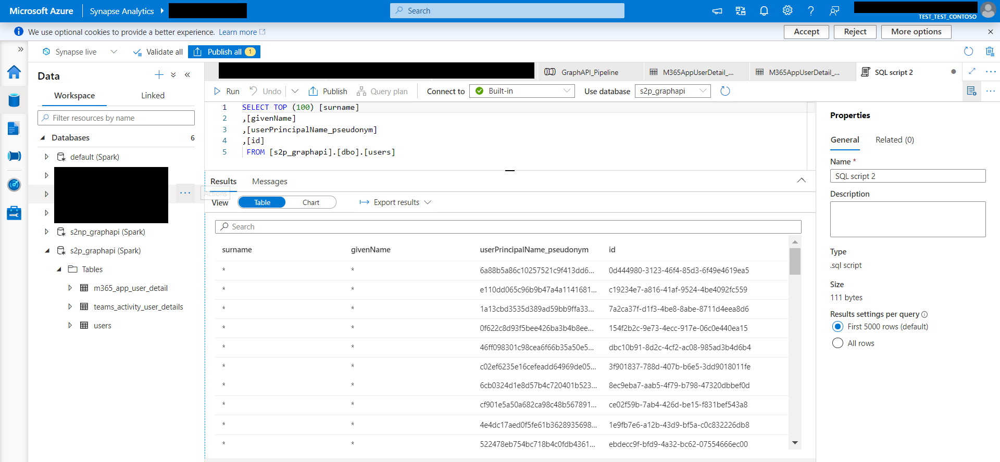 Microsoft Azure
Synapse Analytics
Search
TEST_TEST_CONTOSO
We use optional cookies to provide a better experience. Learn more
Accept
Reject
More options
Synapse live
Validate all
Publish all 1
Data
Workspace
Linked
Filter resources by name
Databases 6
default (Spark)
s2np_graphapi (Spark)
s2p_graphapi (Spark)
Tables
m365_app_user_detail
teams_activity_user_details
users
GraphAPI_Pipeline
M365AppUserDetail_...
M365AppUserDetail_...
SQL script 2
Run
Undo
Publish
Query plan
Connect to
Built-in
Use database
s2p_graphapi
1 SELECT TOP (100) [surname]
2 ,[givenName]
3 ,[userPrincipalName_pseudonym]
4 ,[id]
5 FROM [s2p_graphapi].[dbo].[users]
Results
Messages
Actions
View
Table
Chart
Export results
Search
surname givenName userPrincipalName_pseudonym id
* * 6a88b5a86c10257521c9f413dd6... 0d444980-3123-46f4-85d3-6f49e4619ea5
* * e110dd065c96b9b47a4a1141681... c19234e7-a816-41af-9524-4be4092fc559
* * 1a13cbd3535d389ad59bb9ffa33... 7a2ca37f-d1f3-4be8-8abe-8711d4eea8d6
* * 0f622c8d93f5bee426ba3b4b8ee... 154f2b2c-9e73-4ecc-917e-06c0e440ea15
* * 46ff098301c98cea6f66b35a50e5... dbc10b91-8d2c-4cf2-ac08-985ad3b4d6b4
* * c02ef6235e16cefeadd64969de05... 3f901837-788d-407b-b6e5-3dd9018011fe
* * 6cb0324d1e8d57b4c720401b523... 8ec9eba7-aab5-4f79-b798-47320dbbef0d
* * cf901e5a50a682ca98c48b567891... ce02f59b-7ab4-426d-be15-f831bef543a8
* * 4e4dc17aed0f5fe61b3628935698... 1e9fb7e6-a12b-43d9-bf5a-c0c832226db8
* * 522478eb754bc718b4c0fdb4361... ebdecc9f-bfd9-4a32-bc62-07554666ec00
Properties
General
Related (0)
Name *
SQL script 2
Description
Type
.sql script
Size
111 bytes
Results settings per query
First 5000 rows (default)
All rows